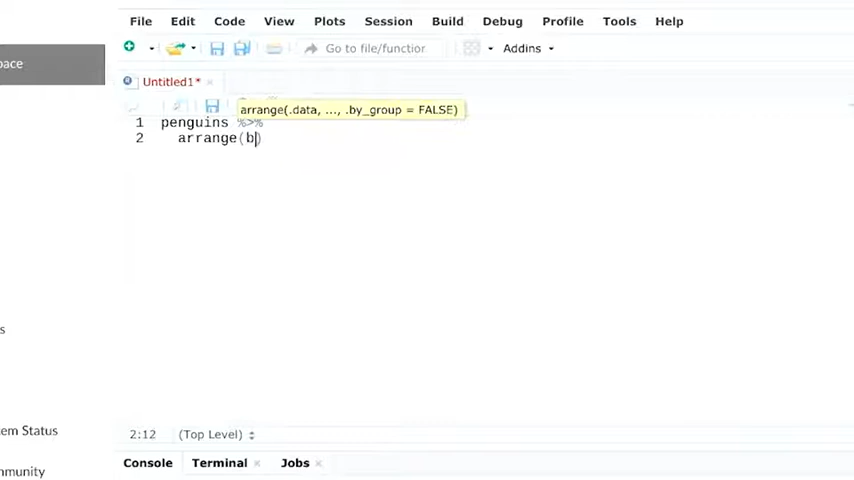 File Edit Code View Plots Session Build Debug Profile Tools Help
Go to file/function Addins
pace
Untitled1*
arrange(.data, ..., .by_group = FALSE)
1 penguins %>%
2 arrange(b)
s
em Status
2:12 (Top Level)
Console Terminal Jobs
mmunity